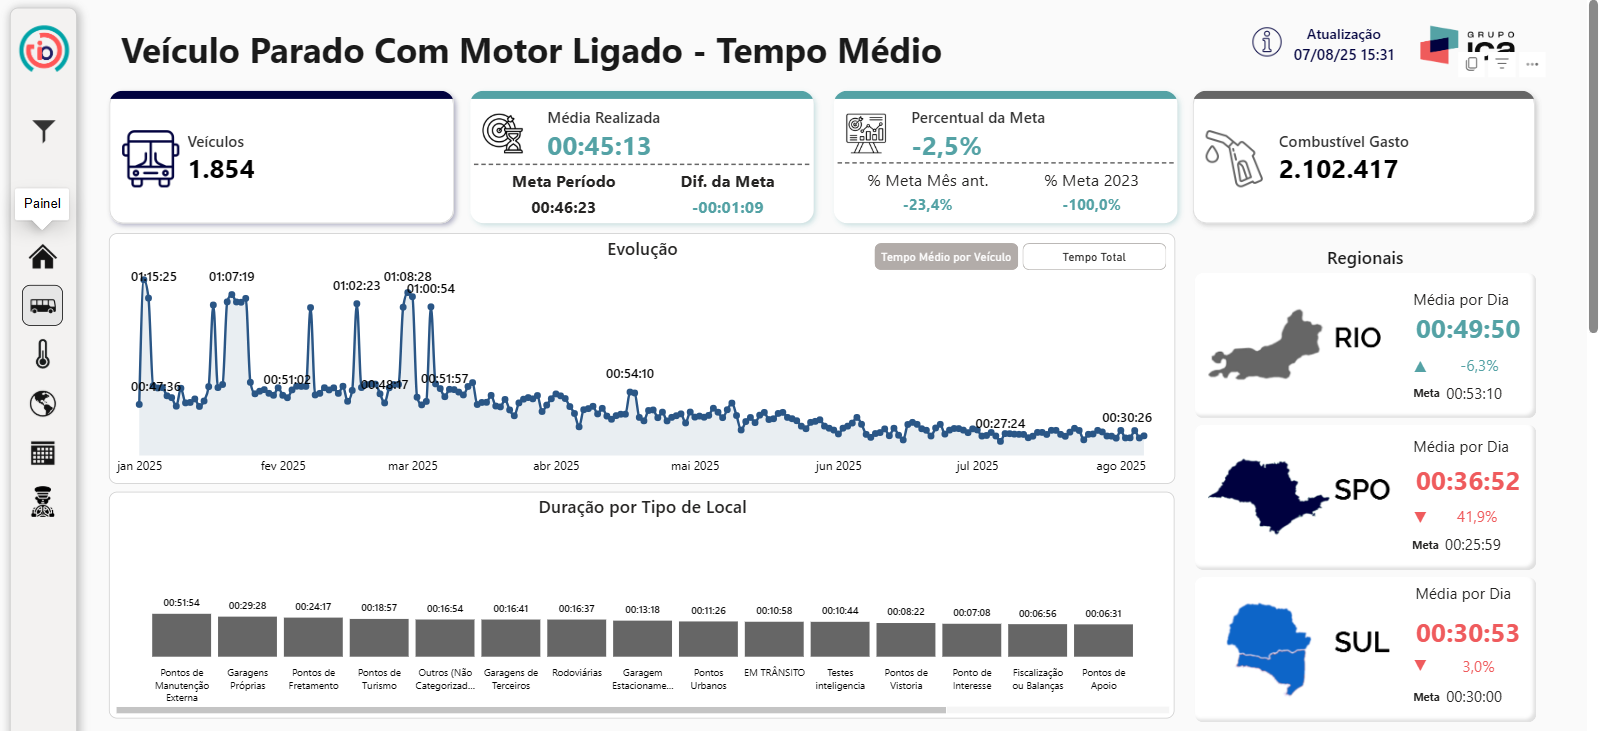 Veículo Parado Com Motor Ligado - Tempo Médio
Atualização
07/08/25 15:31
GRUPO
Painel
Veículos
1.854
Média Realizada
00:45:13
Meta Período
Dif. da Meta
00:46:23
-00:01:09
Percentual da Meta
-2,5%
% Meta Mês ant.
% Meta 2023
-23,4%
-100,0%
Combustível Gasto
2.102.417
Evolução
Tempo Médio por Veículo
Tempo Total
01:15:25
01:07:19
01:02:23
01:08:28
01:00:54
00:47:36
00:51:02
00:48:17
00:51:57
00:54:10
00:27:24
00:30:26
jan 2025
fev 2025
mar 2025
abr 2025
mai 2025
jun 2025
jul 2025
ago 2025
Duração por Tipo de Local
00:51:54
00:29:28
00:24:17
00:18:57
00:16:54
00:16:41
00:16:37
00:13:18
00:11:26
00:10:58
00:10:44
00:08:22
00:07:08
00:06:56
00:06:31
Pontos de
Manutenção
Externa
Garagens
Próprias
Pontos de
Fretamento
Pontos de
Turismo
Outros (Não
Categorizad...
Garagens de
Terceiros
Rodoviárias
Garagem
Estacioname...
Pontos
Urbanos
EM TRÂNSITO
Testes
inteligencia
Pontos de
Vistoria
Ponto de
Interesse
Fiscalização
ou Balanças
Pontos de
Apoio
Regionais
RIO
Média por Dia
00:49:50
-6,3%
Meta 00:53:10
SPO
Média por Dia
00:36:52
41,9%
Meta 00:25:59
SUL
Média por Dia
00:30:53
3,0%
Meta 00:30:00